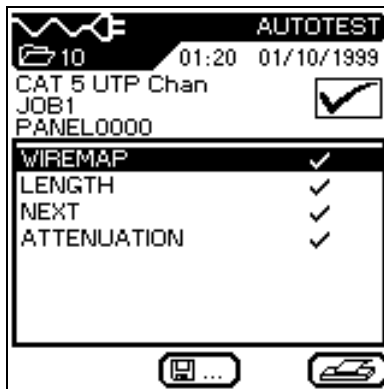 AUTOTEST
10 01:20 01/10/1999
CAT 5 UTP Chan
JOB1
PANEL0000
WIREMAP
LENGTH
NEXT
ATTENUATION
...